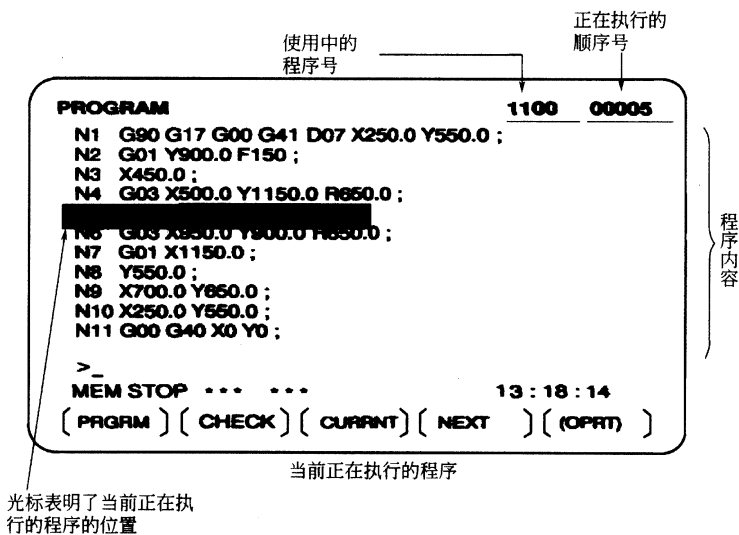 使用中的
程序号
正在执行的
顺序号
PROGRAM 1100 00005
N1 G90 G17 G00 G41 D07 X250.0 Y550.0 ;
N2 G01 Y900.0 F150 ;
N3 X450.0 ;
N4 G03 X500.0 Y1150.0 R650.0 ;
N6 G03 X950.0 Y900.0 R650.0 ;
N7 G01 X1150.0 ;
N8 Y550.0 ;
N9 X700.0 Y650.0 ;
N10 X250.0 Y550.0 ;
N11 G00 G40 X0 Y0 ;
>_
MEM STOP *** *** 13 : 18 : 14
[ PRGRM ] [ CHECK ] [ CURRNT ] [ NEXT ] [ (OPRT) ]
程序内容
当前正在执行的程序
光标表明了当前正在执
行的程序的位置